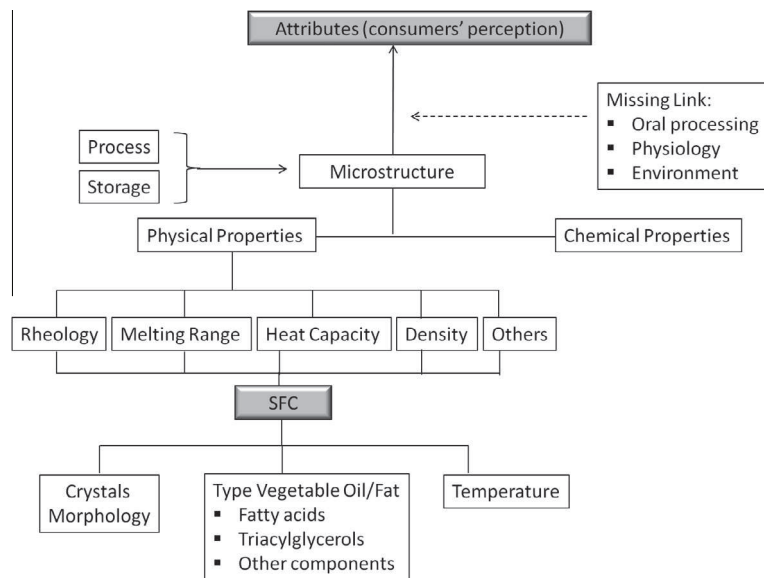 Attributes (consumers' perception)
Missing Link:
▪ Oral processing
▪ Physiology
▪ Environment
Process
Storage
Microstructure
Physical Properties
Chemical Properties
Rheology
Melting Range
Heat Capacity
Density
Others
SFC
Crystals
Morphology
Type Vegetable Oil/Fat
▪ Fatty acids
▪ Triacylglycerols
▪ Other components
Temperature